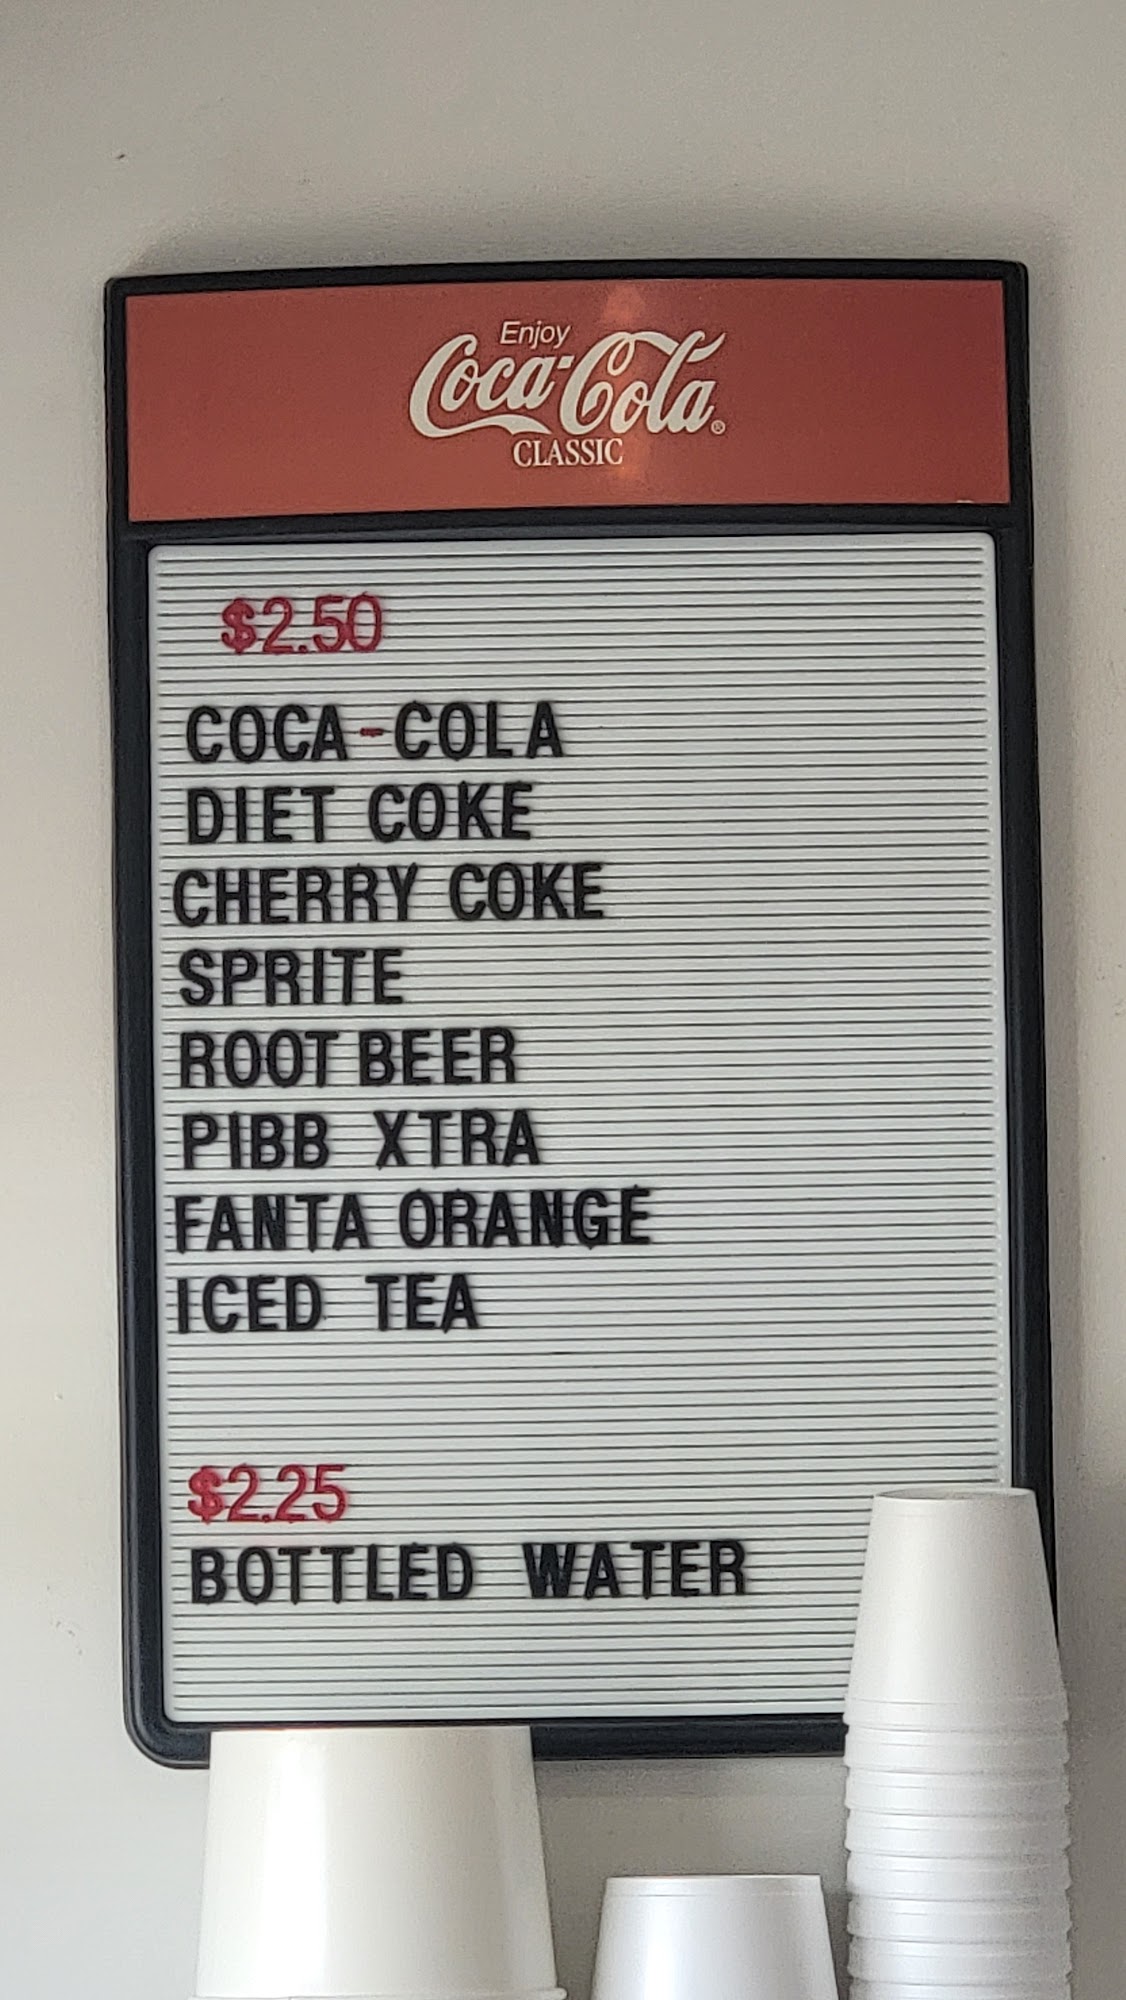 Enjoy
Coca-Cola®
CLASSIC
$2.50
COCA-COLA
DIET COKE
CHERRY COKE
SPRITE
ROOT BEER
PIBB XTRA
FANTA ORANGE
ICED TEA
$2.25
BOTTLED WATER